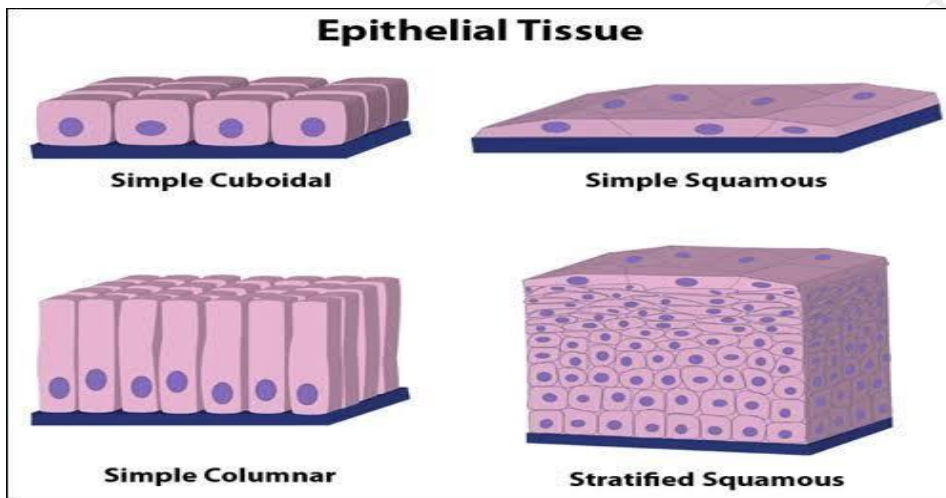 Epithelial Tissue
Simple Cuboidal
Simple Squamous
Simple Columnar
Stratified Squamous